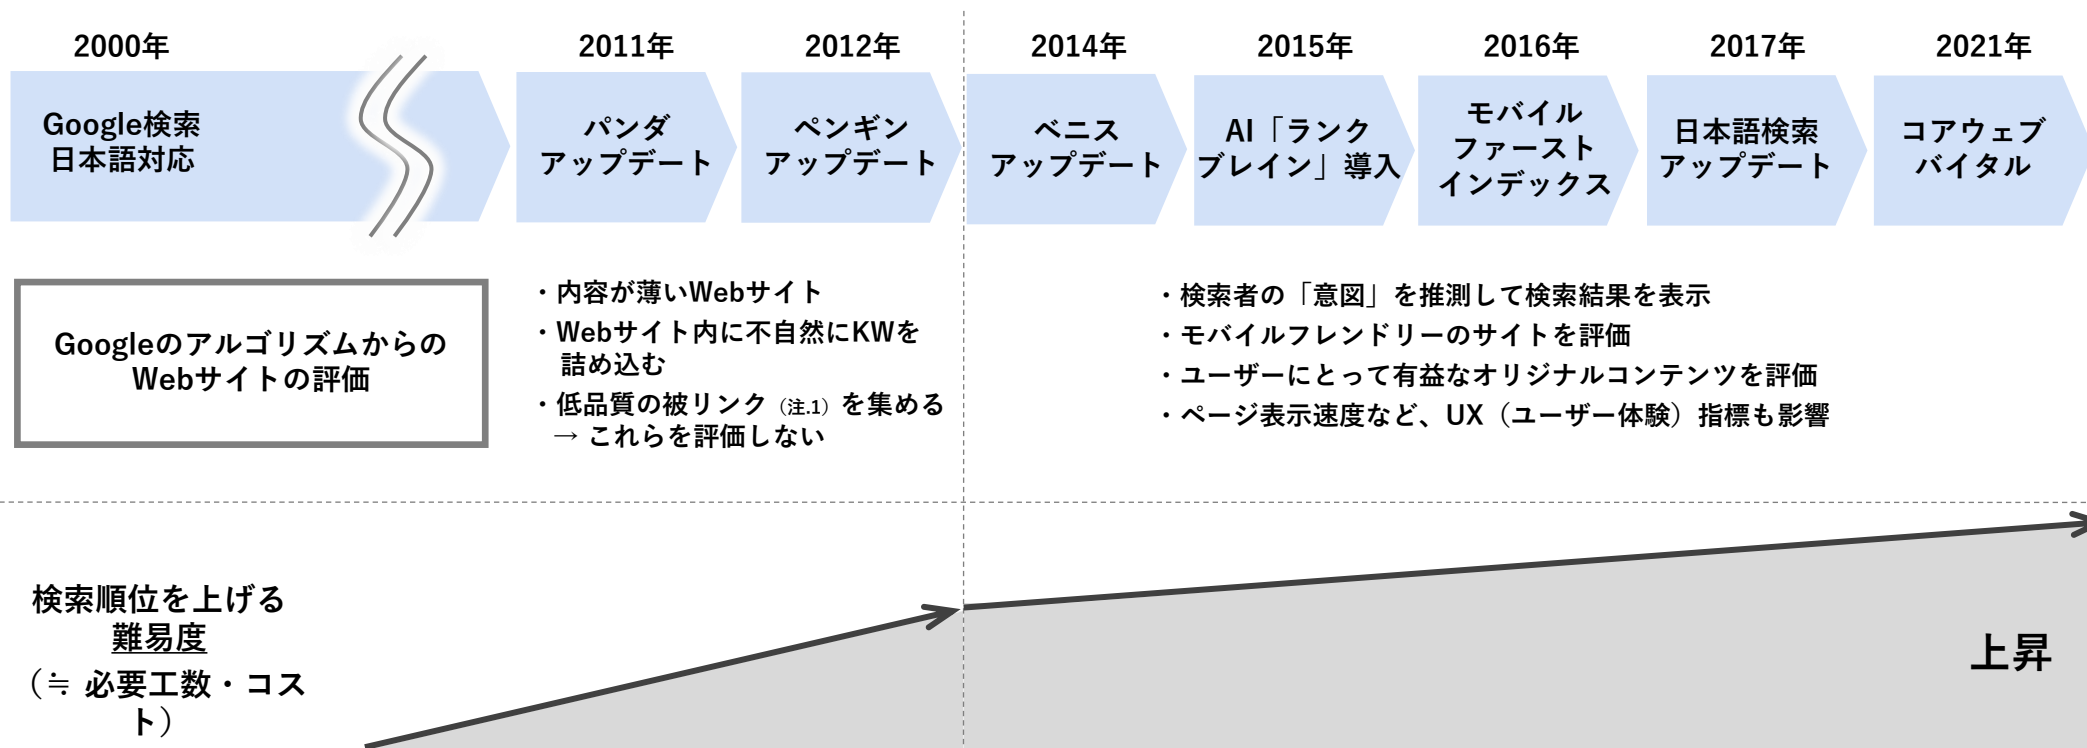 2000年
2011年
2012年
2014年
2015年
2016年
2017年
2021年
Google検索
日本語対応
パンダ
アップデート
ペンギン
アップデート
ベニス
アップデート
AI「ランク
ブレイン」導入
モバイル
ファースト
インデックス
日本語検索
アップデート
コアウェブ
バイタル
Googleのアルゴリズムからの
Webサイトの評価
・内容が薄いWebサイト
・Webサイト内に不自然にKWを
詰め込む
・低品質の被リンク（注.1）を集める
→ これらを評価しない
・検索者の「意図」を推測して検索結果を表示
・モバイルフレンドリーのサイトを評価
・ユーザーにとって有益なオリジナルコンテンツを評価
・ページ表示速度など、UX（ユーザー体験）指標も影響
検索順位を上げる
難易度
（≒ 必要工数・コス
ト）
上昇